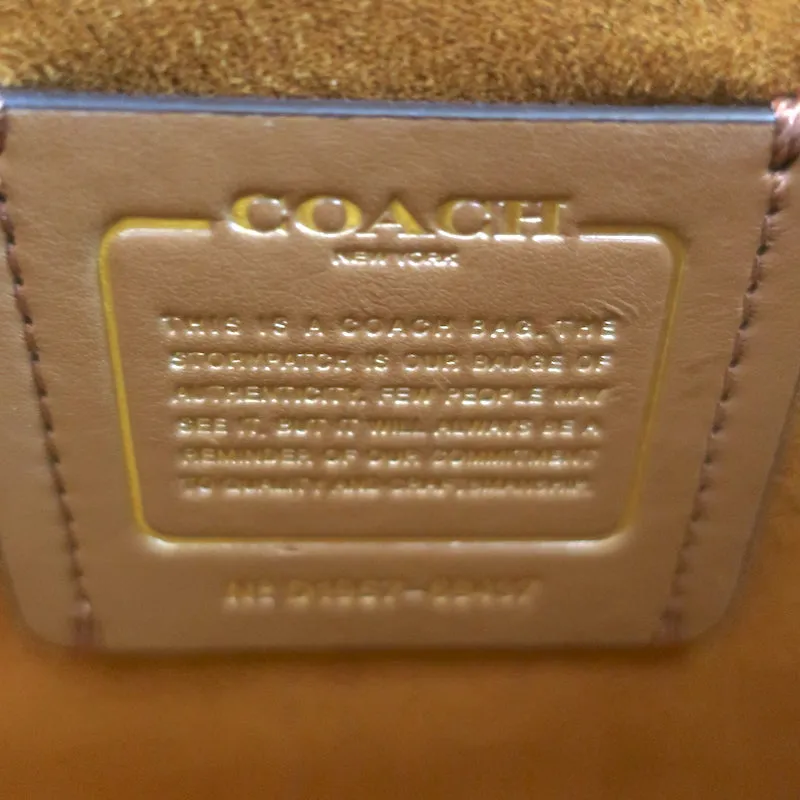 COACH
NEW YORK
THIS IS A COACH BAG. THE
STORYPATCH IS OUR BADGE OF
AUTHENTICITY. FEW PEOPLE MAY
SEE IT, BUT IT WILL ALWAYS BE A
REMINDER OF OUR COMMITMENT
TO QUALITY AND CRAFTSMANSHIP.